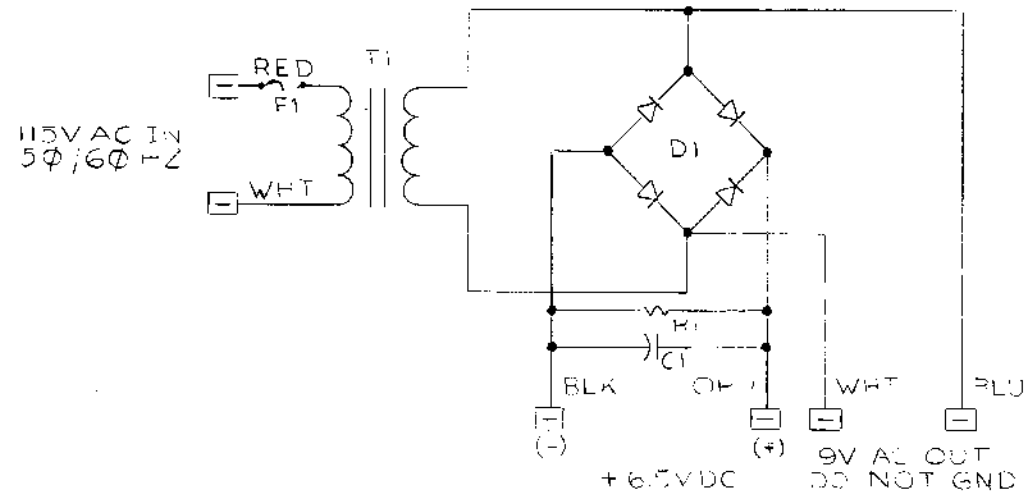 T1
RED
F1
115V AC IN
50/60 HZ
WHT
D1
R1
C1
BLK
WHT
BLU
(-)
(+)
+6.5VDC
9V AC OUT
DO NOT GND